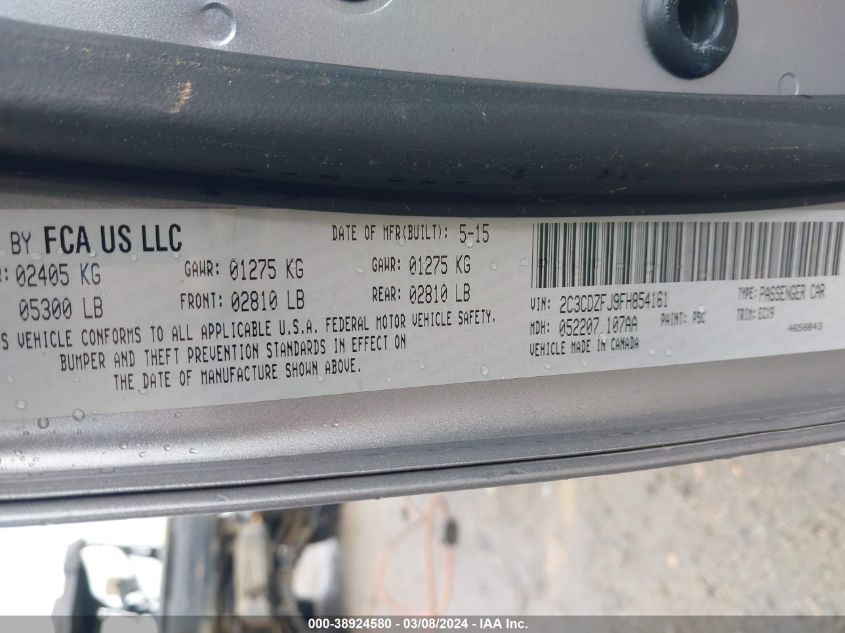 BY FCA US LLC
DATE OF MFR(BUILT): 5-15
02405 KG
GAWR: 01275 KG
GAWR: 01275 KG
05300 LB
FRONT: 02810 LB
REAR: 02810 LB
VEHICLE CONFORMS TO ALL APPLICABLE U.S.A. FEDERAL MOTOR VEHICLE SAFETY.
BUMPER AND THEFT PREVENTION STANDARDS IN EFFECT ON
THE DATE OF MANUFACTURE SHOWN ABOVE.
VIN: 2C3CDZFJ9FH854161
TYPE: PASSENGER CAR
MDH: 052207 107AA
PAINT: PSC
TRIM: ECX9
VEHICLE MADE IN CANADA
4658843
000-38924580 - 03/08/2024 - IAA Inc.